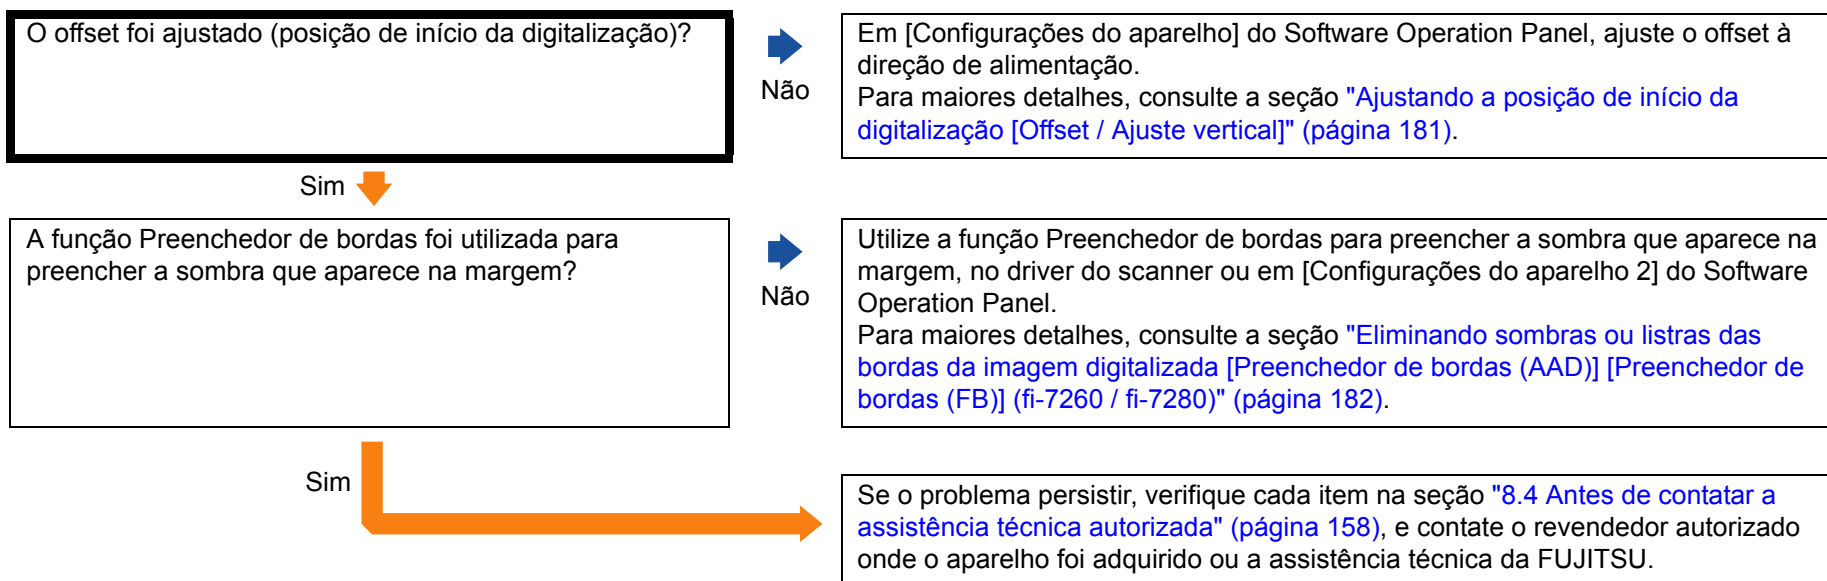 O offset foi ajustado (posição de início da digitalização)?
Não
Em [Configurações do aparelho] do Software Operation Panel, ajuste o offset à
direção de alimentação.
Para maiores detalhes, consulte a seção "Ajustando a posição de início da
digitalização [Offset / Ajuste vertical]" (página 181).
Sim
A função Preenchedor de bordas foi utilizada para
preencher a sombra que aparece na margem?
Não
Utilize a função Preenchedor de bordas para preencher a sombra que aparece na
margem, no driver do scanner ou em [Configurações do aparelho 2] do Software
Operation Panel.
Para maiores detalhes, consulte a seção "Eliminando sombras ou listras das
bordas da imagem digitalizada [Preenchedor de bordas (AAD)] [Preenchedor de
bordas (FB)] (fi-7260 / fi-7280)" (página 182).
Sim
Se o problema persistir, verifique cada item na seção "8.4 Antes de contatar a
assistência técnica autorizada" (página 158), e contate o revendedor autorizado
onde o aparelho foi adquirido ou a assistência técnica da FUJITSU.